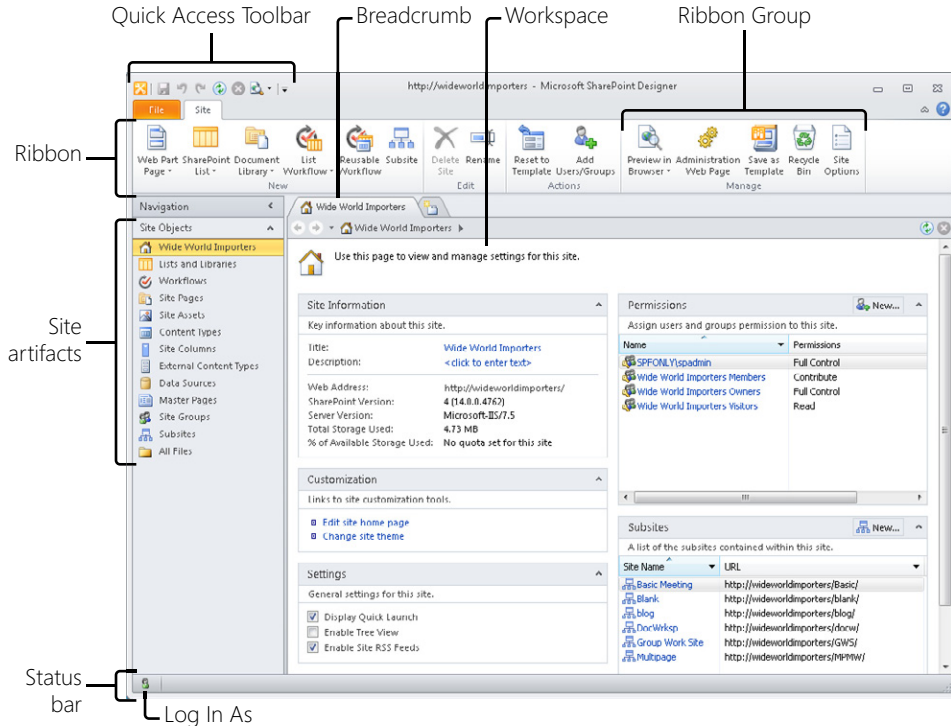 Quick Access Toolbar
Breadcrumb
Workspace
Ribbon Group
http://wideworldimporters - Microsoft SharePoint Designer
File
Site
Ribbon
Web Part Page
SharePoint List
Document Library
List Workflow
Reusable Workflow
Subsite
New
Delete Site
Rename
Edit
Reset to Template
Add Users/Groups
Actions
Preview in Browser
Administration Web Page
Save as Template
Recycle Bin
Site Options
Manage
Navigation
Wide World Importers
Site Objects
Wide World Importers
Site artifacts
Wide World Importers
Lists and Libraries
Workflows
Site Pages
Site Assets
Content Types
Site Columns
External Content Types
Data Sources
Master Pages
Site Groups
Subsites
All Files
Use this page to view and manage settings for this site.
Site Information
Key information about this site.
Title: Wide World Importers
Description: <click to enter text>
Web Address: http://wideworldimporters/
SharePoint Version: 4 (14.0.0.4762)
Server Version: Microsoft-IIS/7.5
Total Storage Used: 4.73 MB
% of Available Storage Used: No quota set for this site
Customization
Links to site customization tools.
Edit site home page
Change site theme
Settings
General settings for this site.
Display Quick Launch
Enable Tree View
Enable Site RSS Feeds
Permissions
New...
Assign users and groups permission to this site.
Name Permissions
SPFONLY\spadmin Full Control
Wide World Importers Members Contribute
Wide World Importers Owners Full Control
Wide World Importers Visitors Read
Subsites
New...
A list of the subsites contained within this site.
Site Name URL
Basic Meeting http://wideworldimporters/Basic/
Blank http://wideworldimporters/blank/
blog http://wideworldimporters/blog/
DocWrksp http://wideworldimporters/docw/
Group Work Site http://wideworldimporters/GWS/
Multipage http://wideworldimporters/MPMW/
Status bar
Log In As